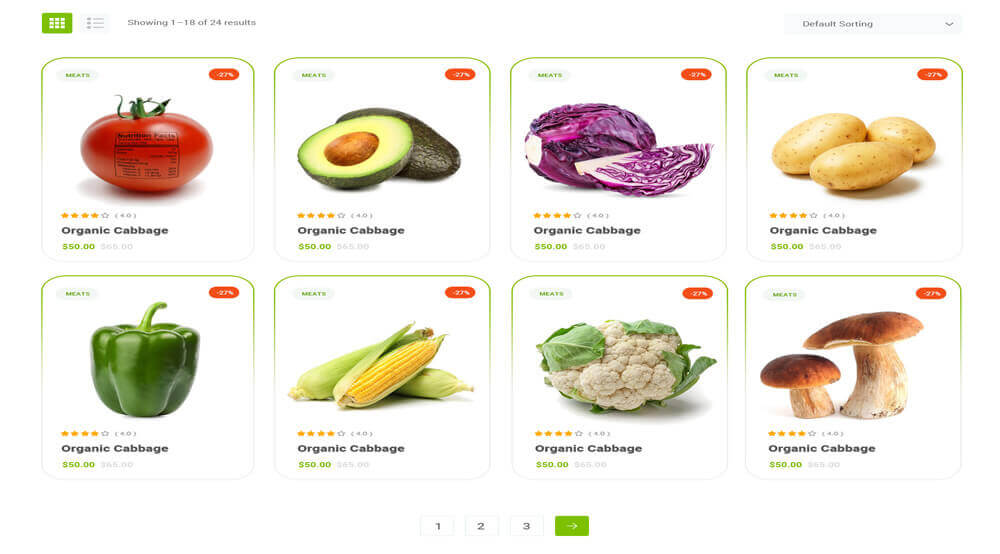 Showing 1–18 of 24 results
Default Sorting
MEATS -27%
MEATS -27%
MEATS -27%
MEATS -27%
Nutrition Facts
★★★★☆ ( 4.0 )
★★★★☆ ( 4.0 )
★★★★☆ ( 4.0 )
★★★★☆ ( 4.0 )
Organic Cabbage
Organic Cabbage
Organic Cabbage
Organic Cabbage
$50.00 $65.00
$50.00 $65.00
$50.00 $65.00
$50.00 $65.00
MEATS -27%
MEATS -27%
MEATS -27%
MEATS -27%
★★★★☆ ( 4.0 )
★★★★☆ ( 4.0 )
★★★★☆ ( 4.0 )
★★★★☆ ( 4.0 )
Organic Cabbage
Organic Cabbage
Organic Cabbage
Organic Cabbage
$50.00 $65.00
$50.00 $65.00
$50.00 $65.00
$50.00 $65.00
1 2 3 →